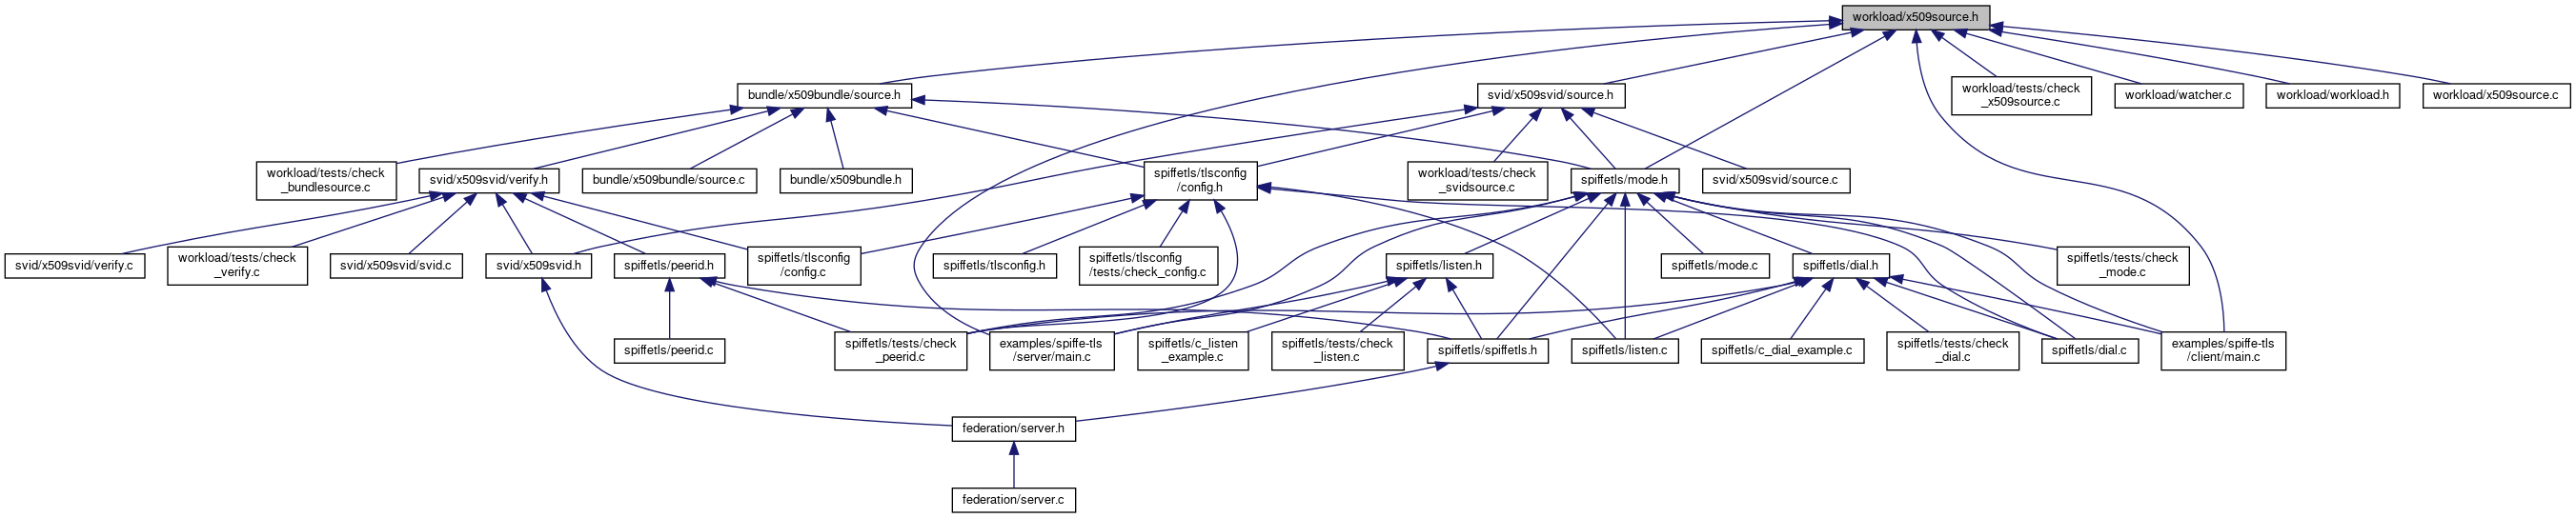 workload/x509source.h
bundle/x509bundle/source.h
svid/x509svid/source.h
workload/tests/check
_x509source.c
workload/watcher.c
workload/workload.h
workload/x509source.c
workload/tests/check
_bundlesource.c
svid/x509svid/verify.h
bundle/x509bundle/source.c
bundle/x509bundle.h
spiffetls/tlsconfig
/config.h
workload/tests/check
_svidsource.c
spiffetls/mode.h
svid/x509svid/source.c
svid/x509svid/verify.c
workload/tests/check
_verify.c
svid/x509svid/svid.c
svid/x509svid.h
spiffetls/peerid.h
spiffetls/tlsconfig
/config.c
spiffetls/tlsconfig.h
spiffetls/tlsconfig
/tests/check_config.c
spiffetls/listen.h
spiffetls/mode.c
spiffetls/dial.h
spiffetls/tests/check
_mode.c
spiffetls/peerid.c
spiffetls/tests/check
_peerid.c
examples/spiffe-tls
/server/main.c
spiffetls/c_listen
_example.c
spiffetls/tests/check
_listen.c
spiffetls/spiffetls.h
spiffetls/listen.c
spiffetls/c_dial_example.c
spiffetls/tests/check
_dial.c
spiffetls/dial.c
examples/spiffe-tls
/client/main.c
federation/server.h
federation/server.c